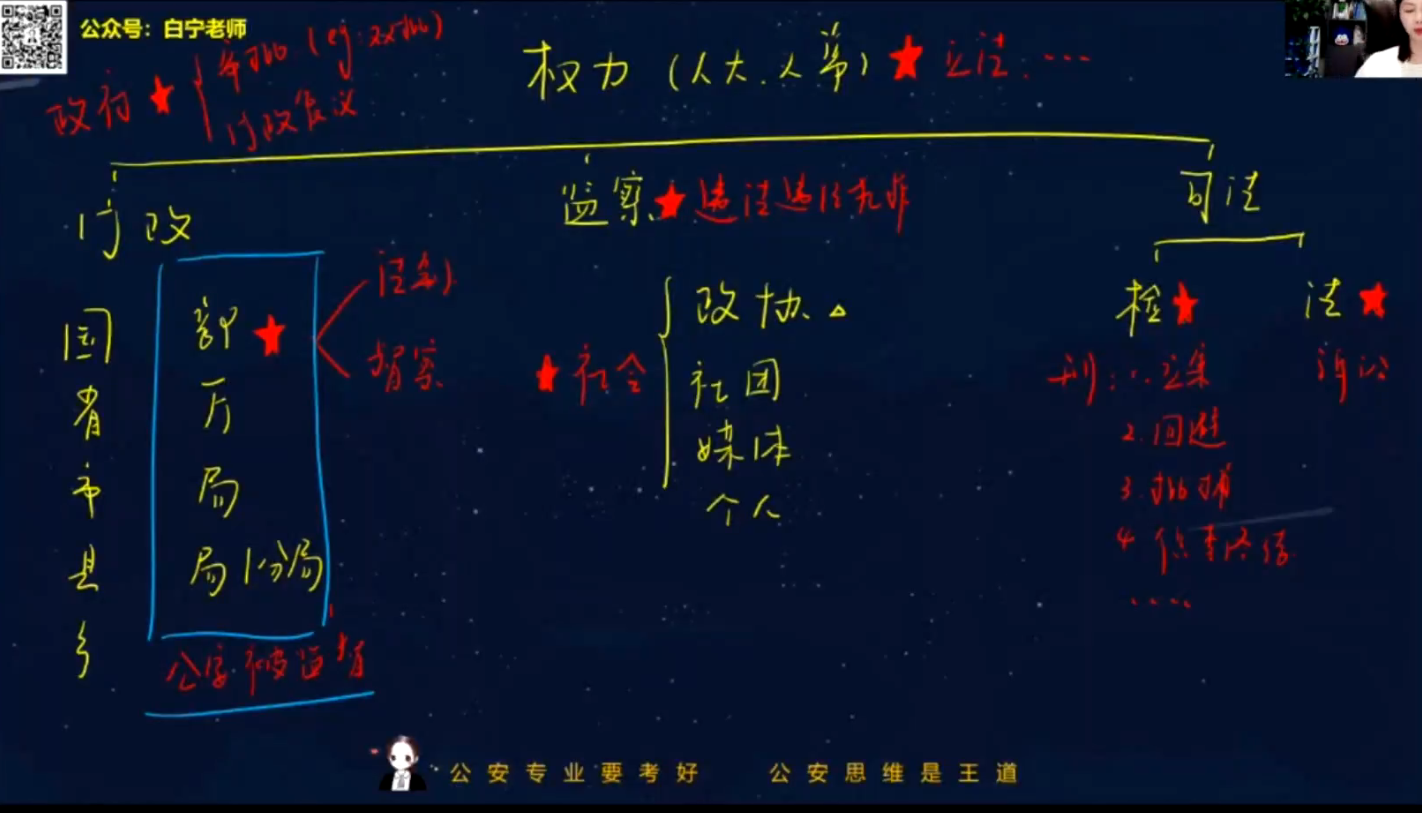 公众号：白宁老师
政府★
审批（eg:双批）
行政复议
权力（人大、人常）★立法…
行政
监察★违法违纪犯罪
司法
国
省
市
县
乡
部★
厅
局
局/分局
法制
督察
公安被监督
★社会
政协△
社团
媒体
个人
检★
法★
刑:1.立案
2.回避
3.批捕
4.侦查终结
……
诉讼
公安专业要考好 公安思维是王道